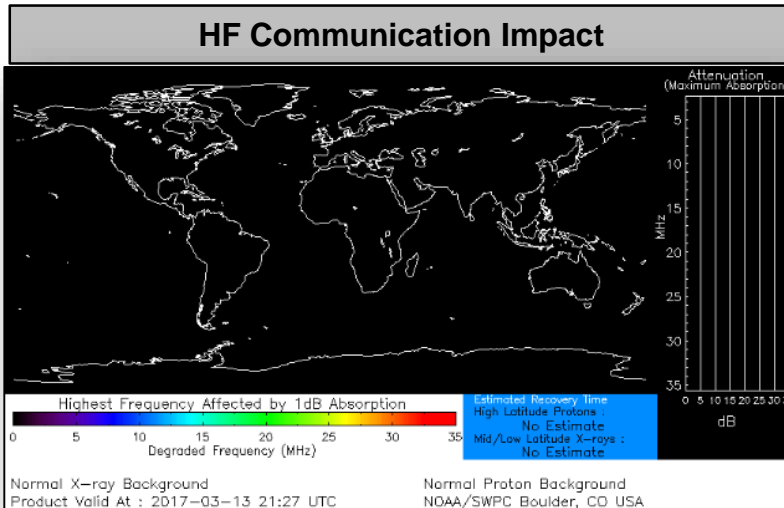 HF Communication Impact
Attenuation
(Maximum Absorption
5
10
15
20
25
30
35
MHz
0 5 10 15 20 25 30
dB
Highest Frequency Affected by 1dB Absorption
0 5 10 15 20 25 30 35
Degraded Frequency (MHz)
Estimated Recovery Time
High Latitude Protons :
No Estimate
Mid/Low Latitude X-rays :
No Estimate
Normal X-ray Background
Normal Proton Background
Product Valid At : 2017-03-13 21:27 UTC
NOAA/SWPC Boulder, CO USA